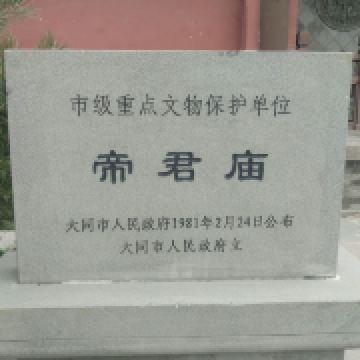 市级重点文物保护单位
帝君庙
大同市人民政府1981年2月24日公布
大同市人民政府立